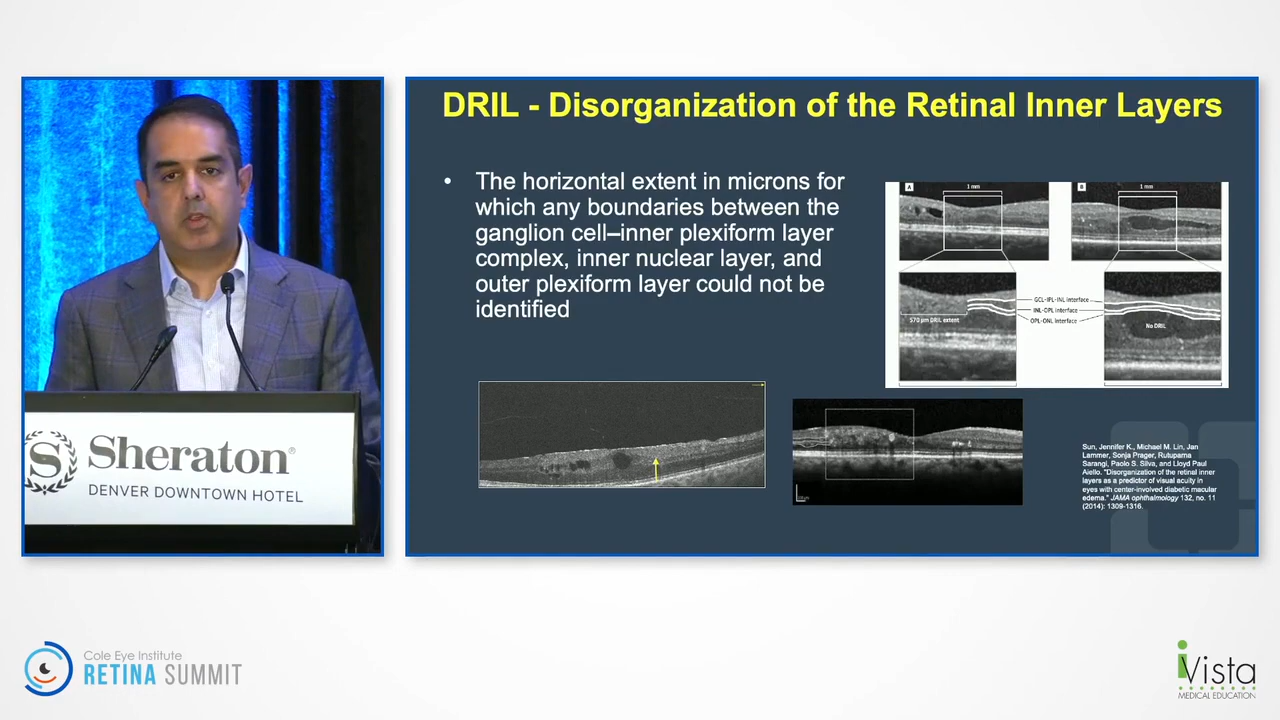 Sheraton®
DENVER DOWNTOWN HOTEL
DRIL - Disorganization of the Retinal Inner Layers
• The horizontal extent in microns for
which any boundaries between the
ganglion cell–inner plexiform layer
complex, inner nuclear layer, and
outer plexiform layer could not be
identified
A
1 mm
B
1 mm
GCL-IPL-INL interface
INL-OPL interface
OPL-ONL interface
570 μm DRIL extent
No DRIL
Sun, Jennifer K., Michael M. Lin, Jan
Lammer, Sonja Prager, Rutupama
Sarangi, Paolo S. Silva, and Lloyd Paul
Aiello. "Disorganization of the retinal inner
layers as a predictor of visual acuity in
eyes with center-involved diabetic macular
edema." JAMA ophthalmology 132, no. 11
(2014): 1309-1316.
Cole Eye Institute
RETINA SUMMIT
iVista
MEDICAL EDUCATION